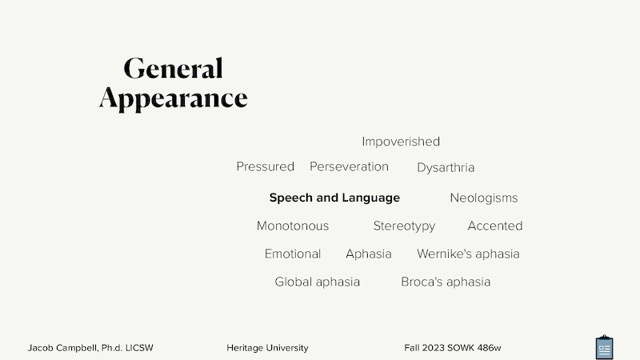 General
Appearance
Impoverished
Pressured Perseveration Dysarthria
Speech and Language Neologisms
Monotonous Stereotypy Accented
Emotional Aphasia Wernike's aphasia
Global aphasia Broca's aphasia
Jacob Campbell, Ph.d. LICSW Heritage University Fall 2023 SOWK 486w